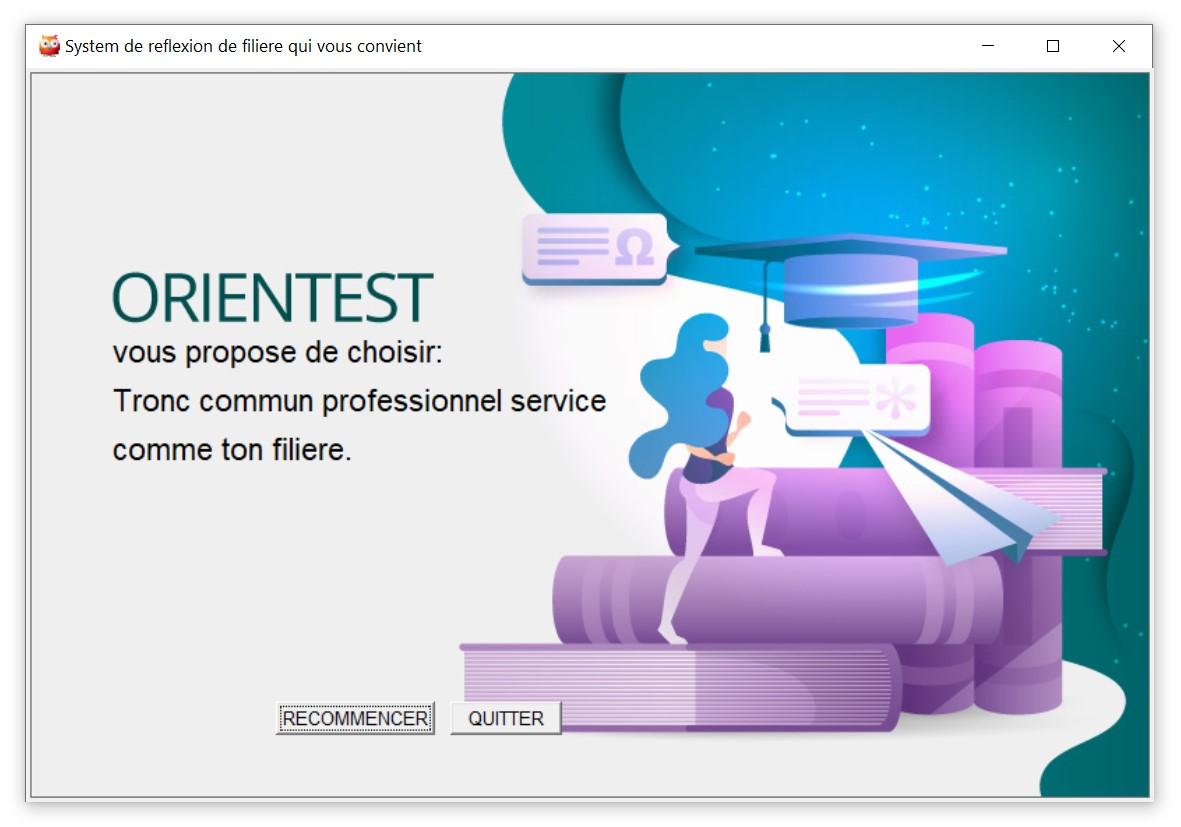 System de reflexion de filiere qui vous convient
Ω
ORIENTEST
vous propose de choisir:
Tronc commun professionnel service
comme ton filiere.
RECOMMENCER QUITTER